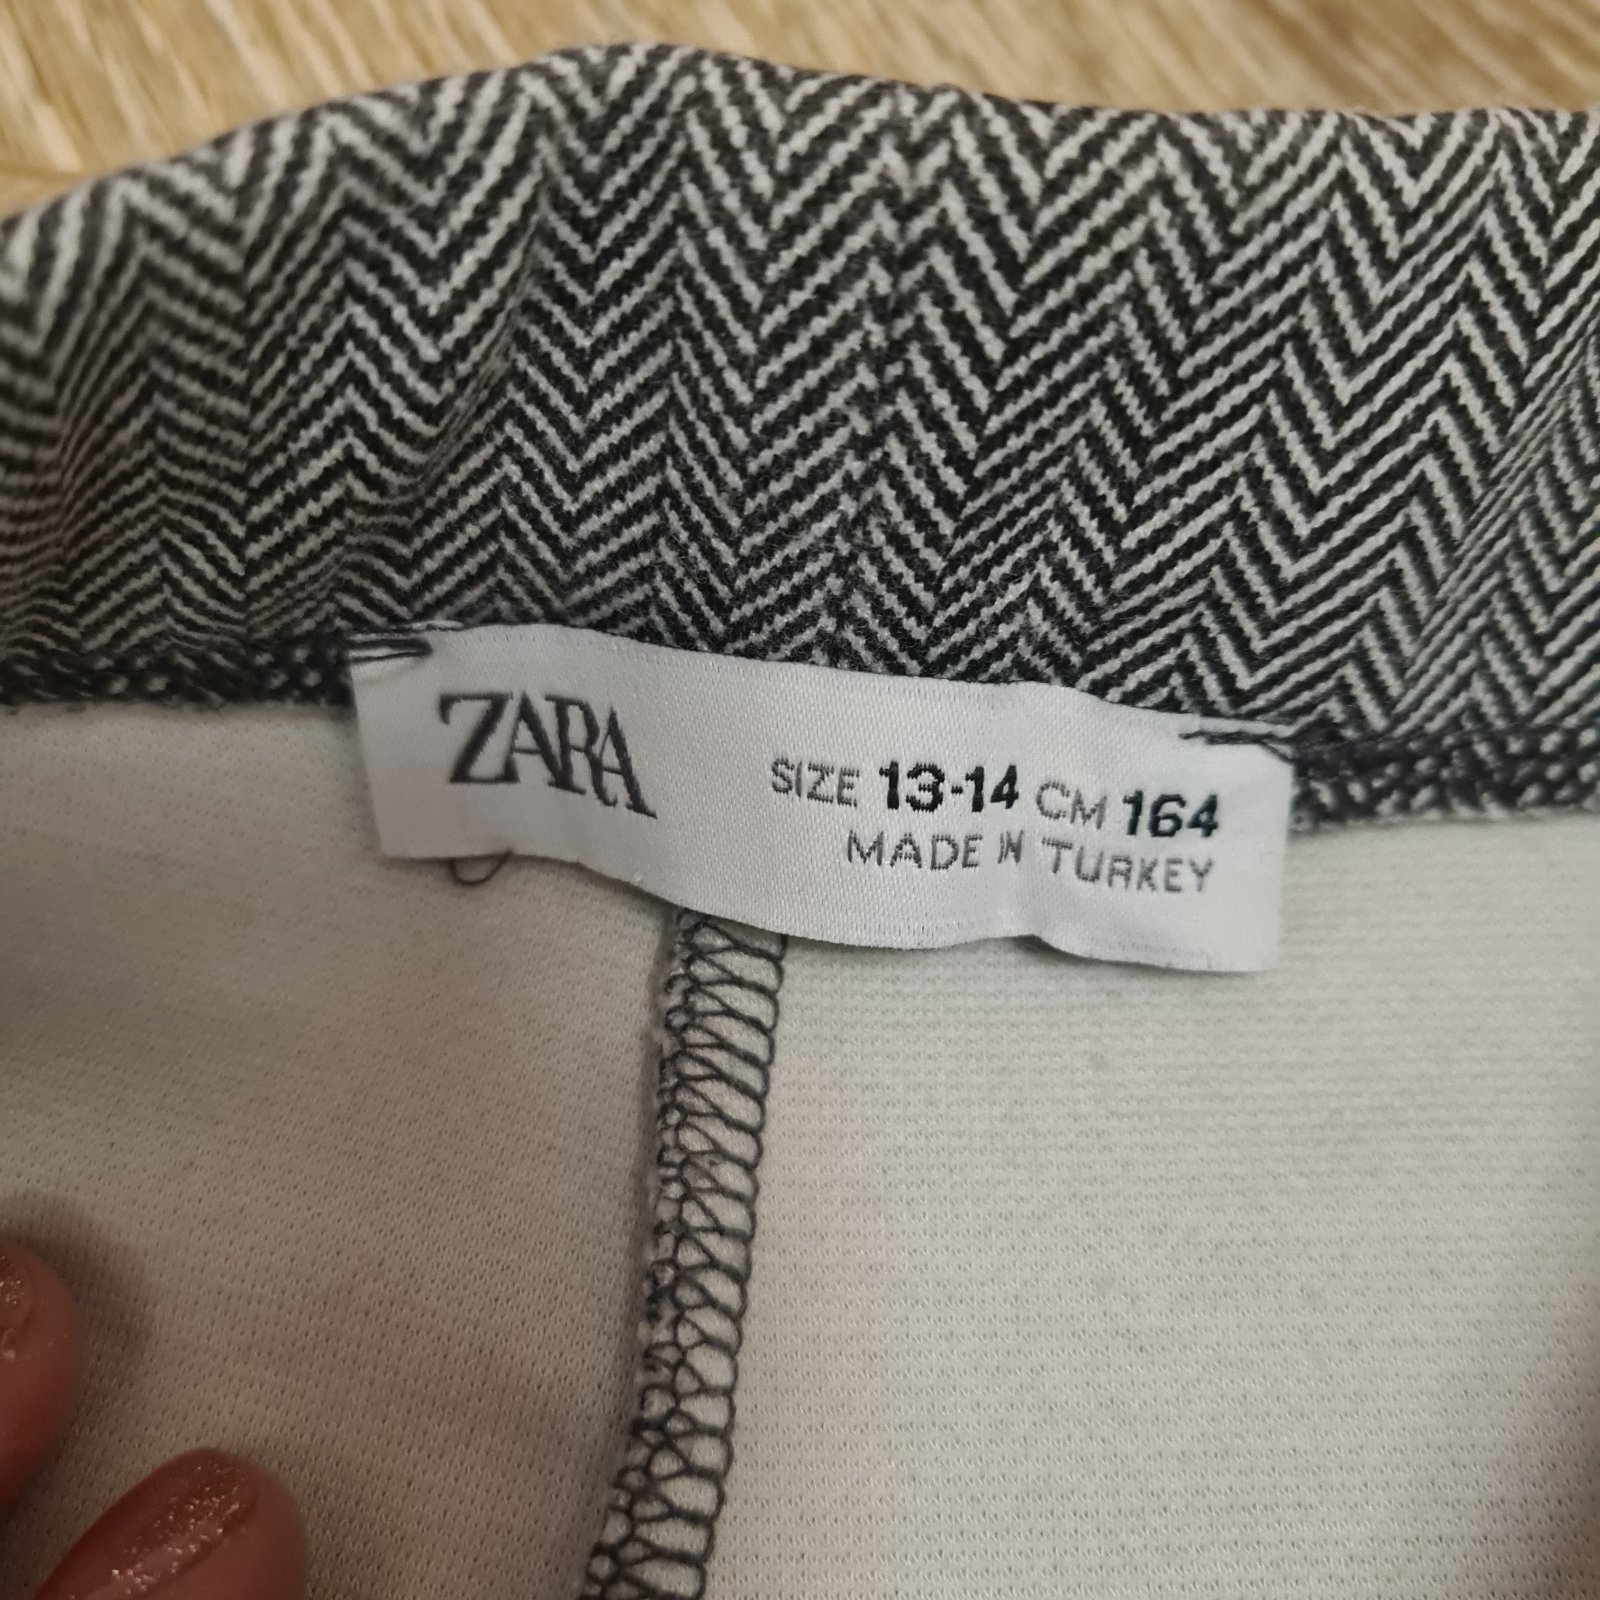 ZARA
SIZE 13-14 CM 164
MADE IN TURKEY